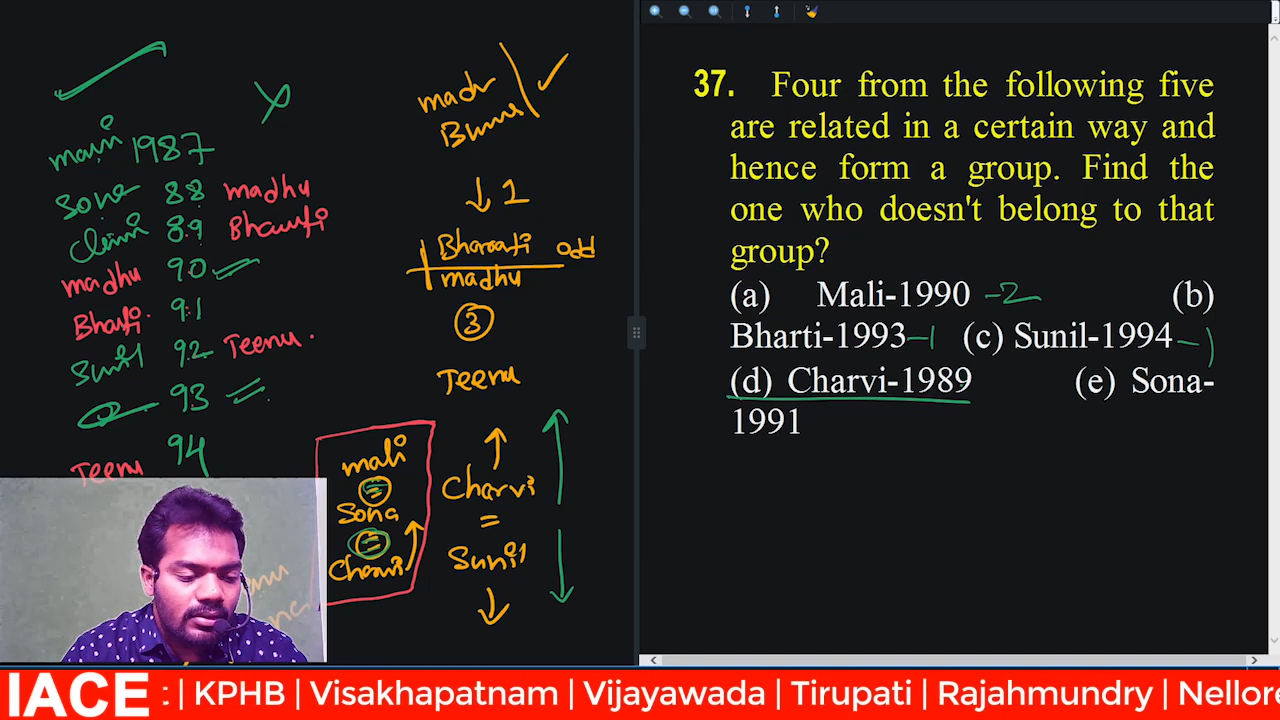 madhu
Bharati
mali 1987
Sona 88 madhu
Charvi 89 Bharati
madhu 90
Bharti 91
Sunil 92 Teenu
93
94
Teenu
↓ 1
Bharati odd
madhu
3
Teenu
mali
=
Sona
=
Charvi
Charvi
=
Sunil
37. Four from the following five
are related in a certain way and
hence form a group. Find the
one who doesn't belong to that
group?
(a) Mali-1990 -2 (b)
Bharti-1993 -1 (c) Sunil-1994 -1
(d) Charvi-1989 (e) Sona-
1991
IACE : | KPHB | Visakhapatnam | Vijayawada | Tirupati | Rajahmundry | Nellore